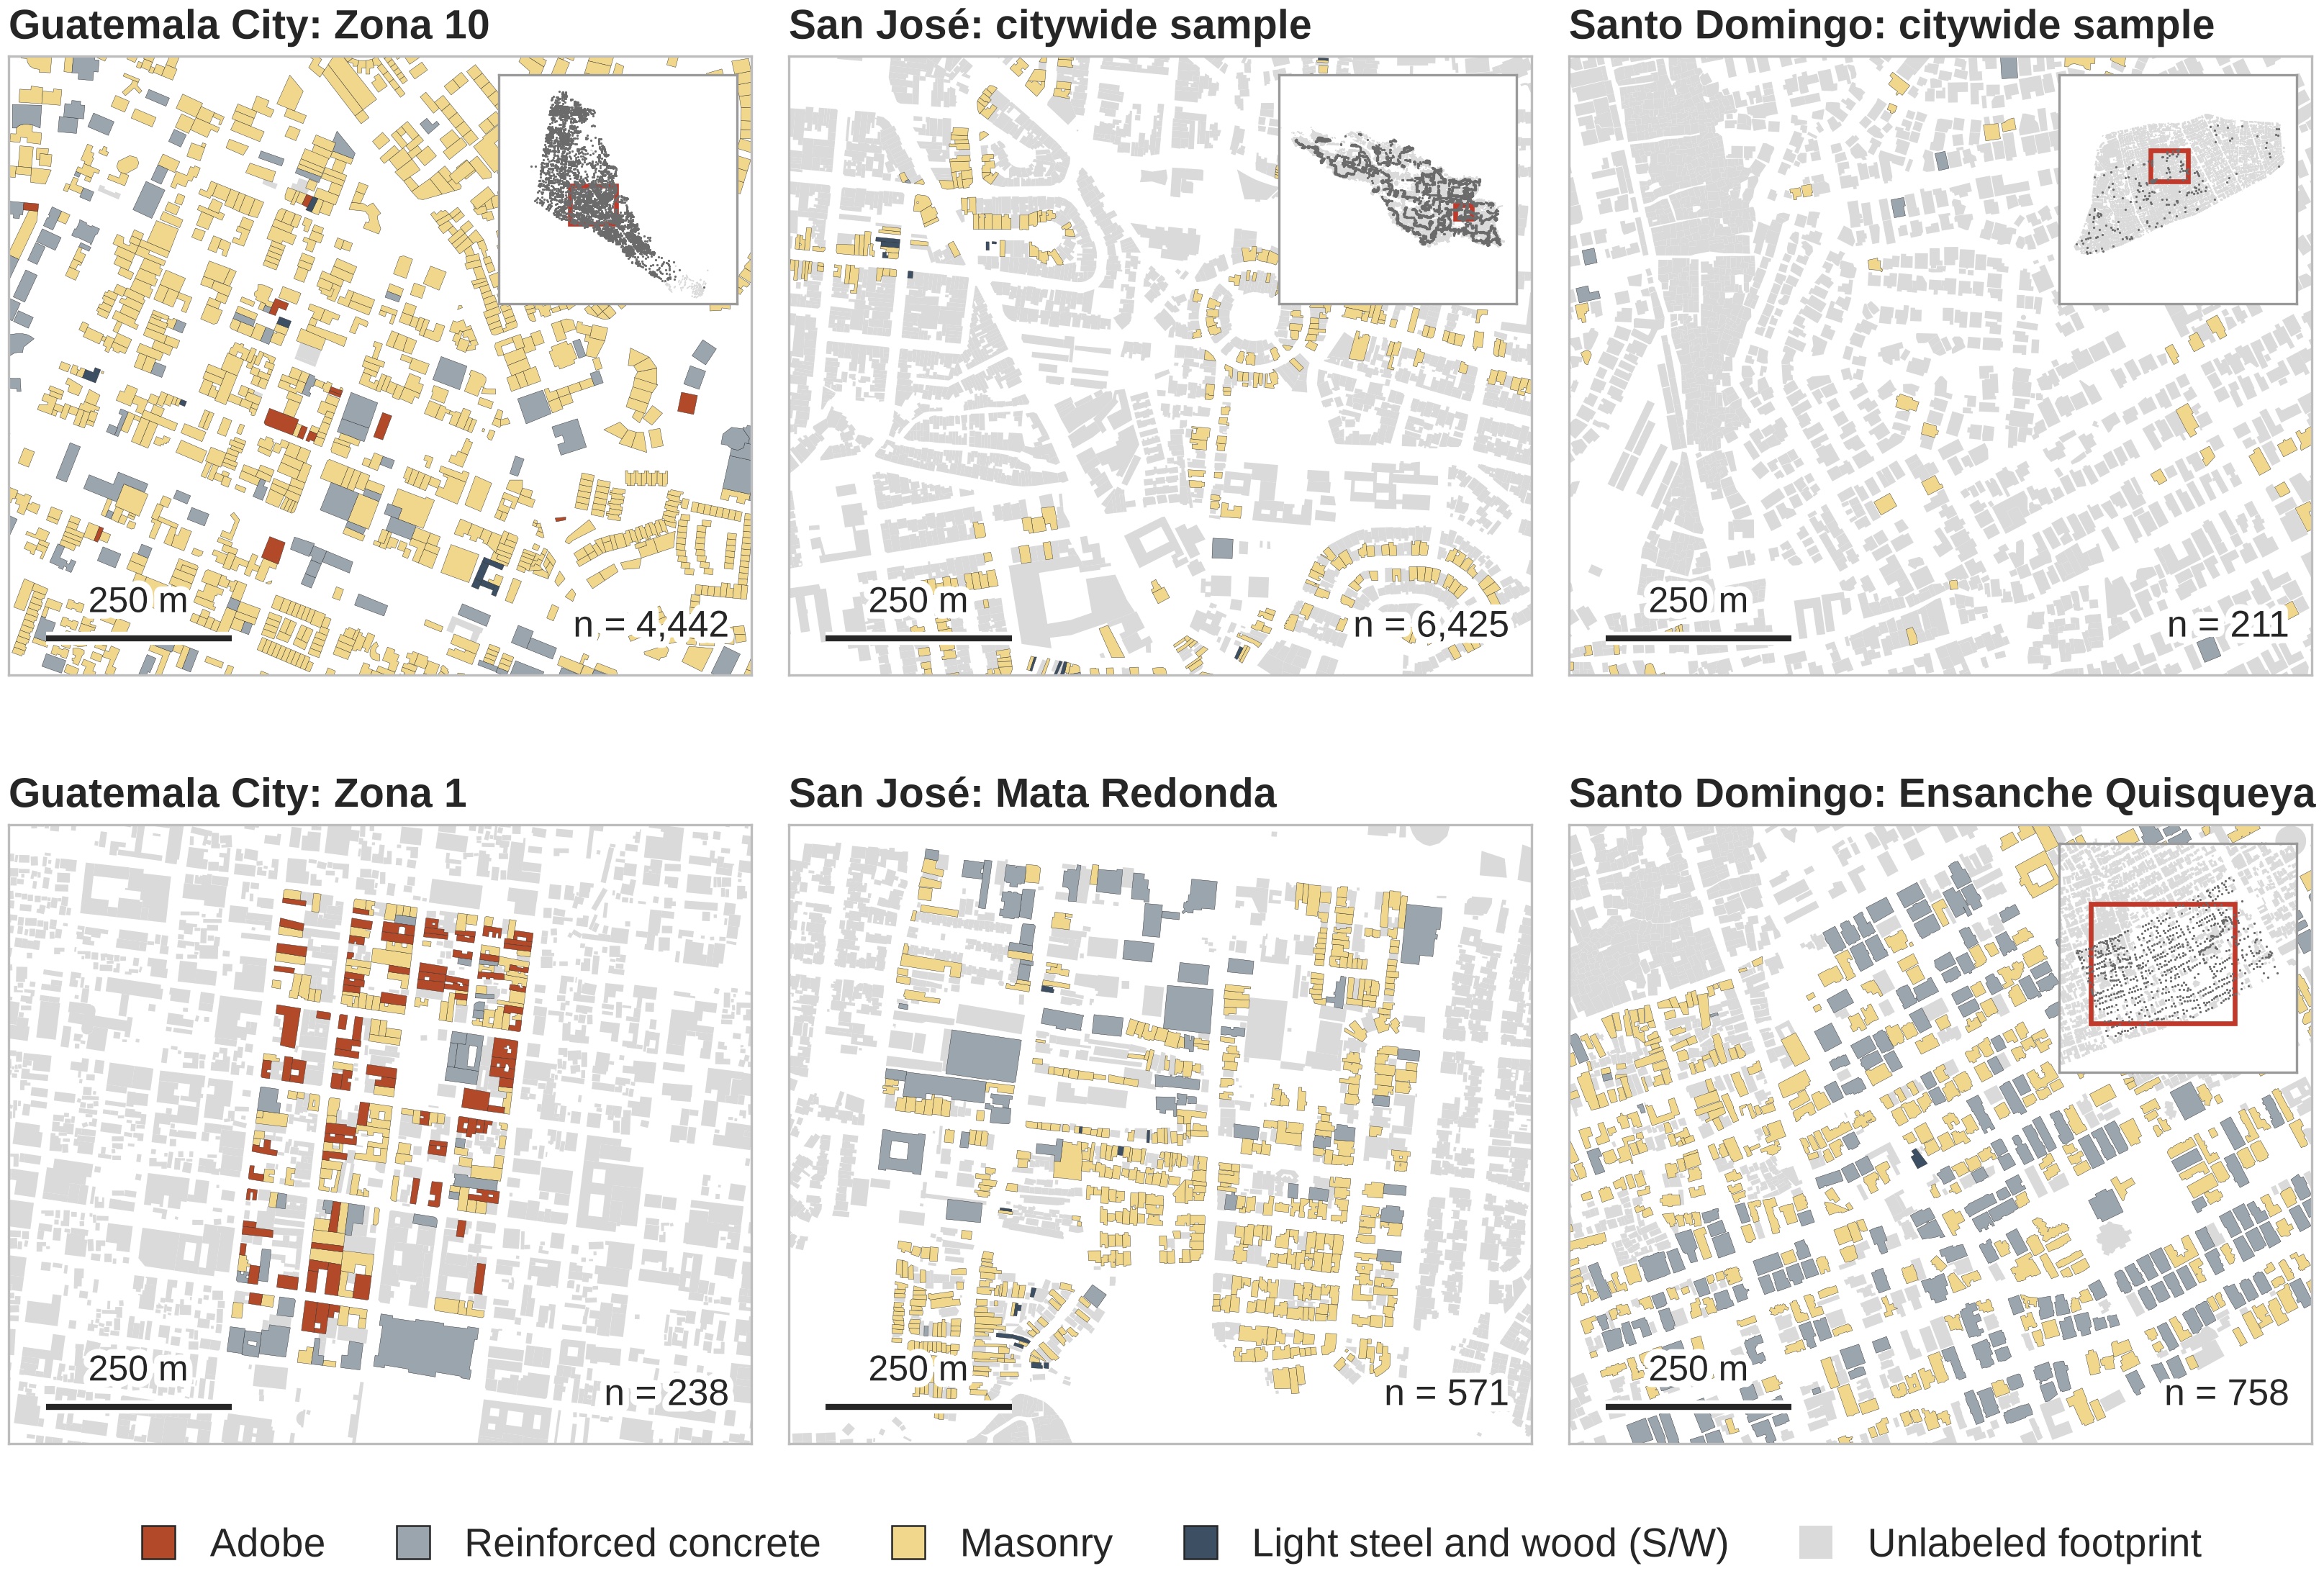 Guatemala City: Zona 10
San José: citywide sample
Santo Domingo: citywide sample
250 m
n = 4,442
250 m
n = 6,425
250 m
n = 211
Guatemala City: Zona 1
San José: Mata Redonda
Santo Domingo: Ensanche Quisqueya
250 m
n = 238
250 m
n = 571
250 m
n = 758
Adobe
Reinforced concrete
Masonry
Light steel and wood (S/W)
Unlabeled footprint